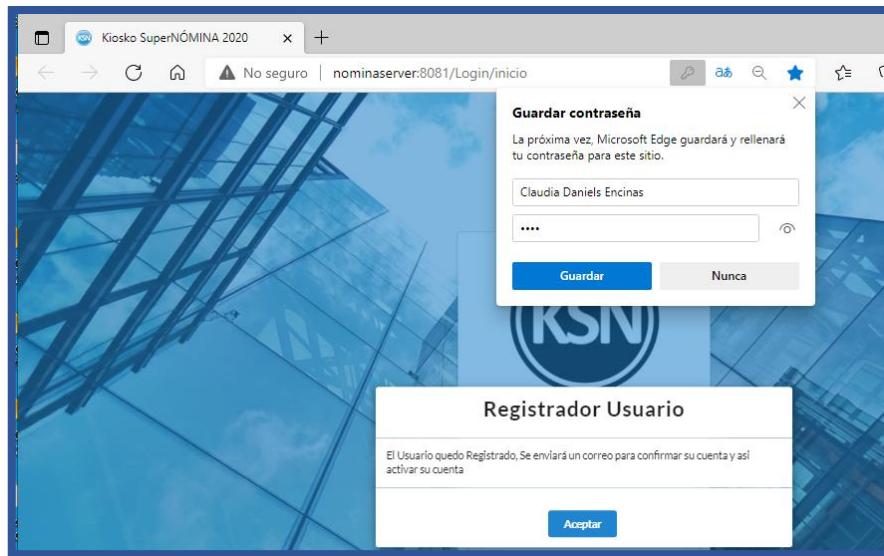 Kiosko SuperNÓMINA 2020
No seguro | nominaserver:8081/Login/inicio
Guardar contraseña
La próxima vez, Microsoft Edge guardará y rellenará
tu contraseña para este sitio.
Claudia Daniels Encinas
••••
Guardar
Nunca
KSN
Registrador Usuario
El Usuario quedo Registrado, Se enviará un correo para confirmar su cuenta y asi
activar su cuenta
Aceptar